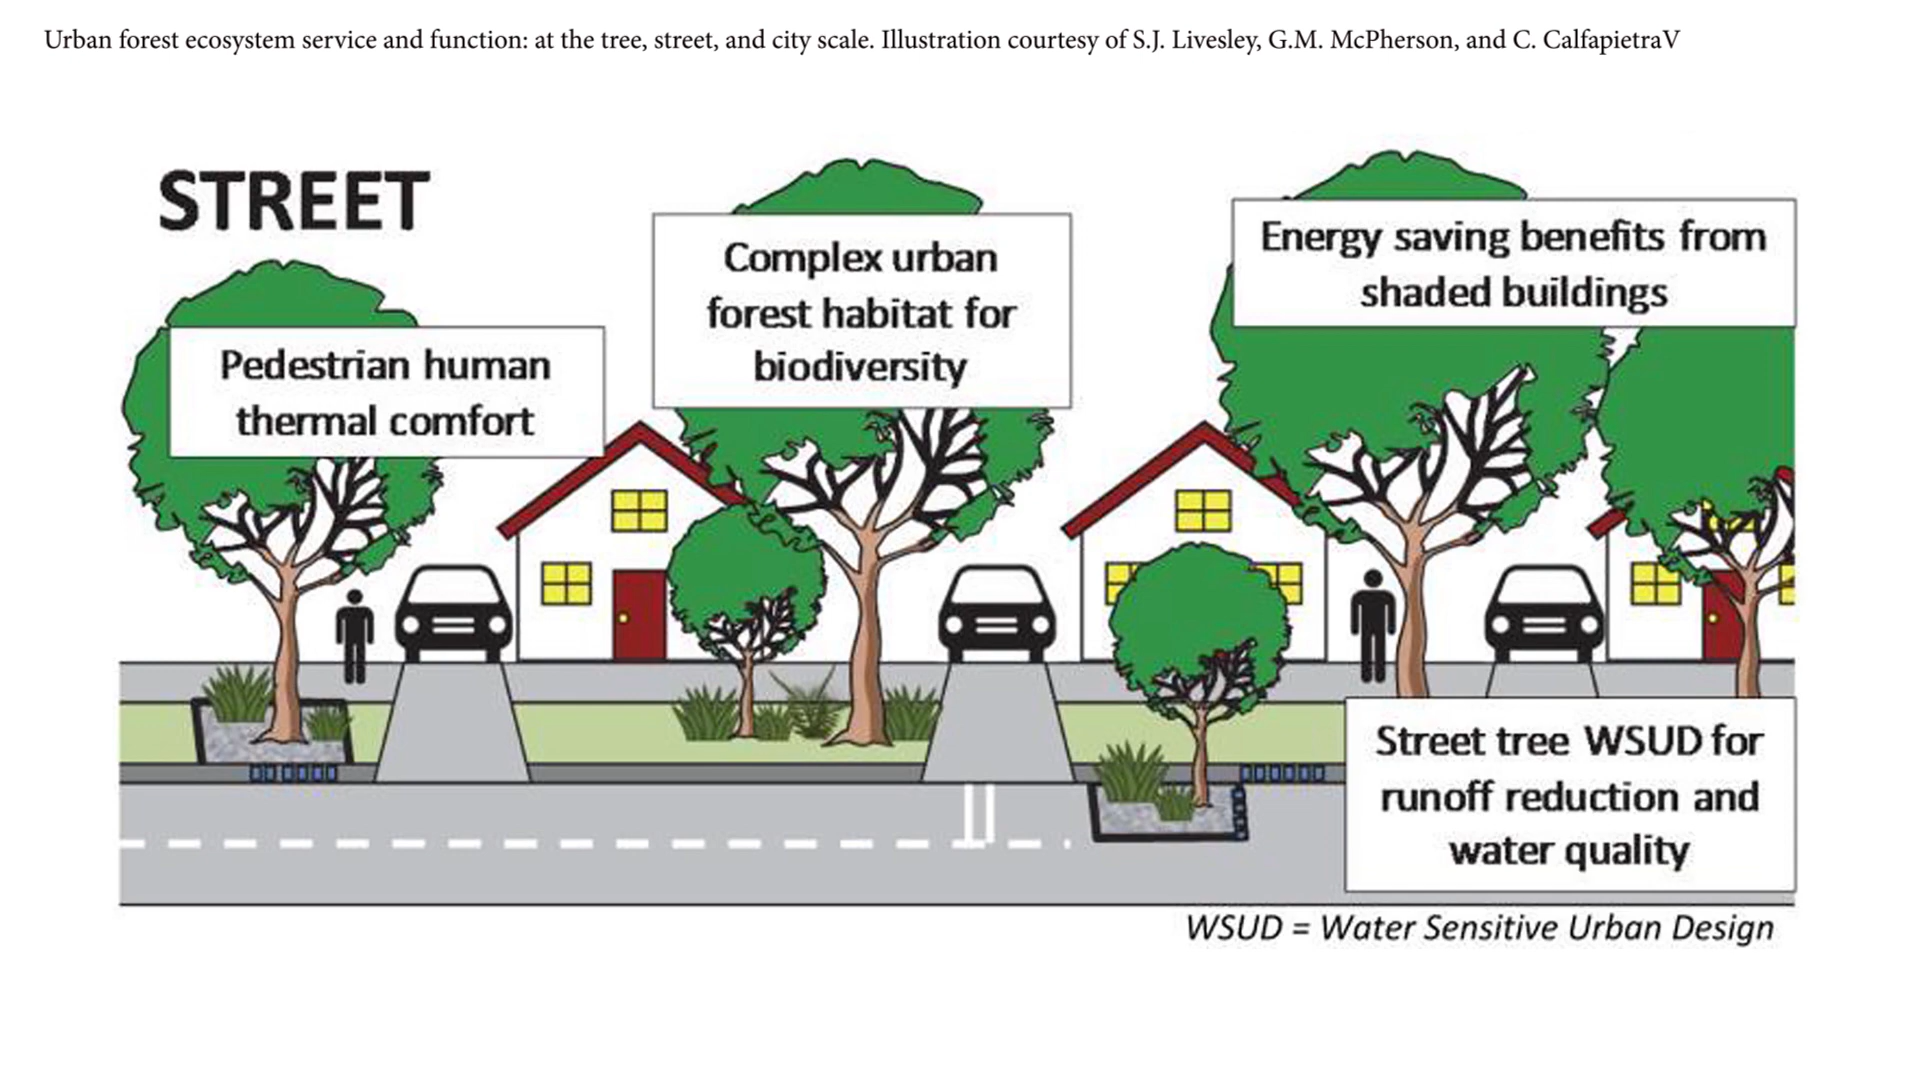 Urban forest ecosystem service and function: at the tree, street, and city scale. Illustration courtesy of S.J. Livesley, G.M. McPherson, and C. CalfapietraV
STREET
Pedestrian human
thermal comfort
Complex urban
forest habitat for
biodiversity
Energy saving benefits from
shaded buildings
Street tree WSUD for
runoff reduction and
water quality
WSUD = Water Sensitive Urban Design